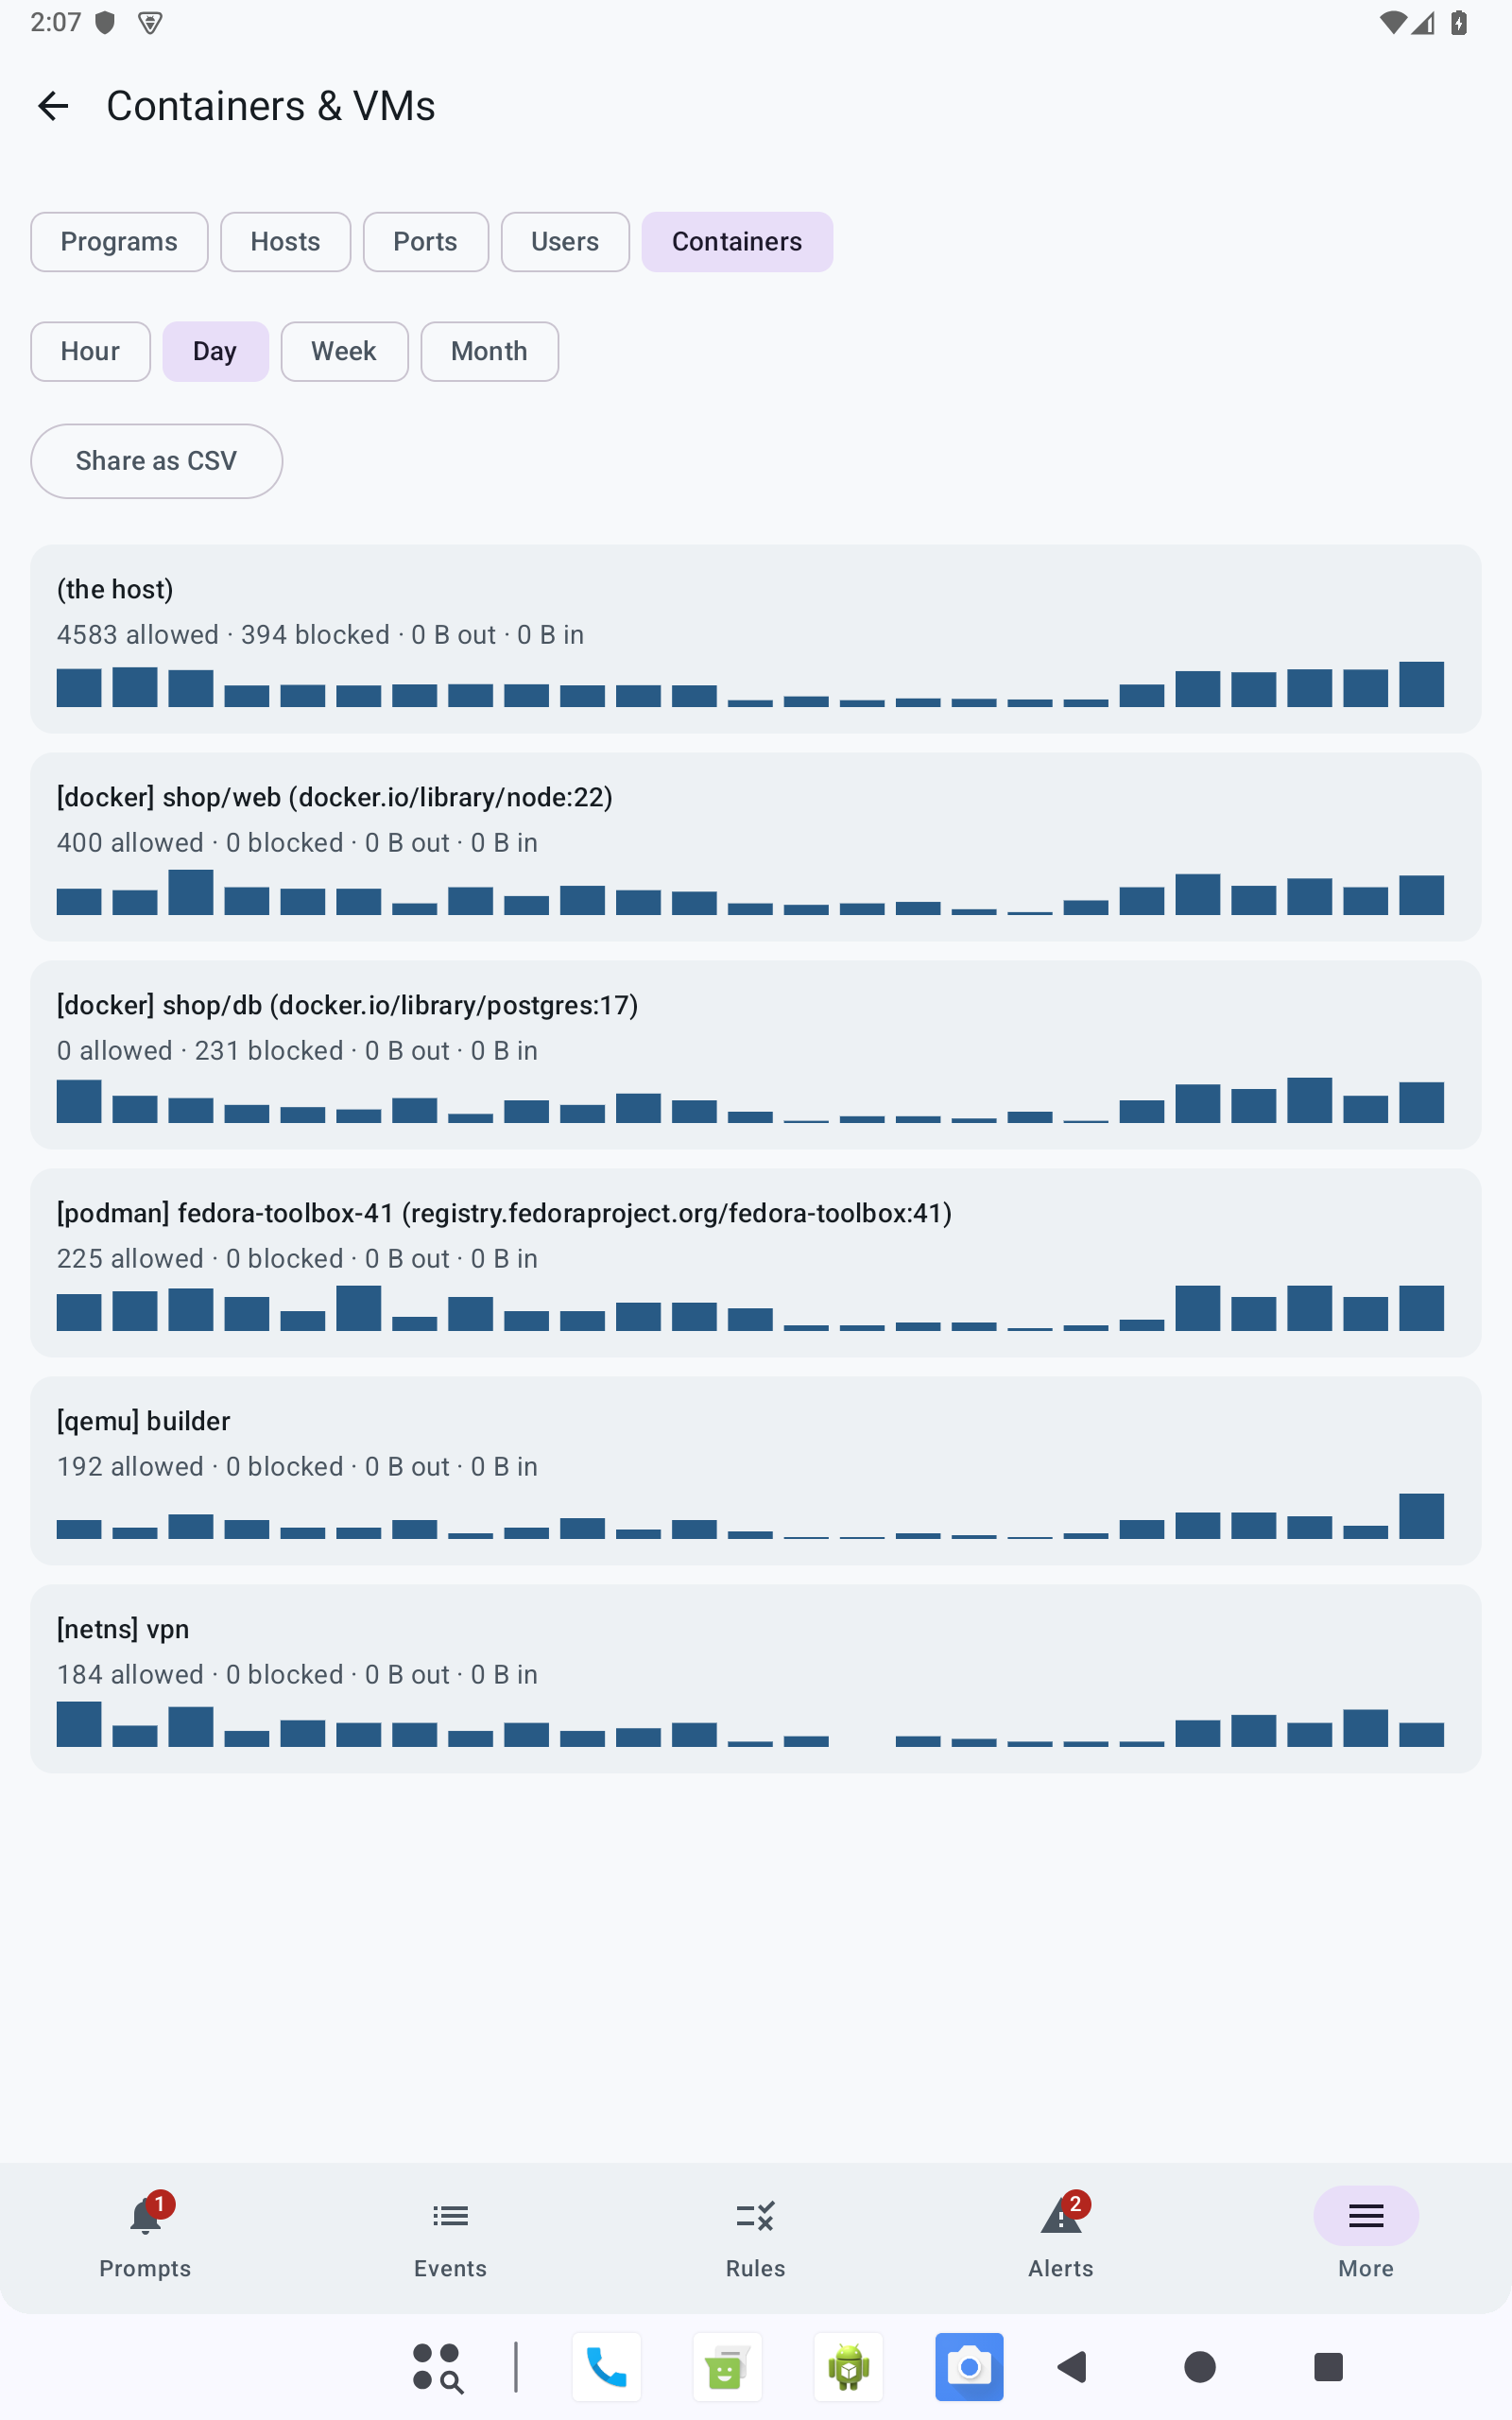 2:07
Containers & VMs
Programs Hosts Ports Users Containers
Hour Day Week Month
Share as CSV
(the host)
4583 allowed · 394 blocked · 0 B out · 0 B in
[docker] shop/web (docker.io/library/node:22)
400 allowed · 0 blocked · 0 B out · 0 B in
[docker] shop/db (docker.io/library/postgres:17)
0 allowed · 231 blocked · 0 B out · 0 B in
[podman] fedora-toolbox-41 (registry.fedoraproject.org/fedora-toolbox:41)
225 allowed · 0 blocked · 0 B out · 0 B in
[qemu] builder
192 allowed · 0 blocked · 0 B out · 0 B in
[netns] vpn
184 allowed · 0 blocked · 0 B out · 0 B in
1 2
Prompts Events Rules Alerts More